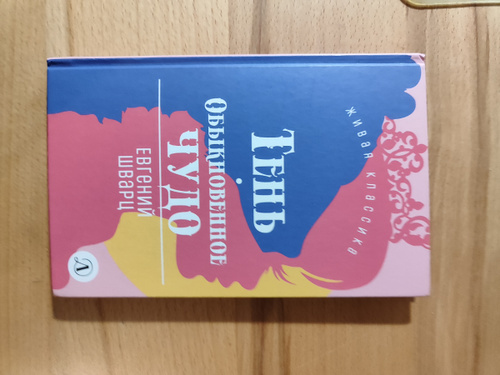 живая классика
Тень
Обыкновенное
чудо
Евгений
Шварц
Л